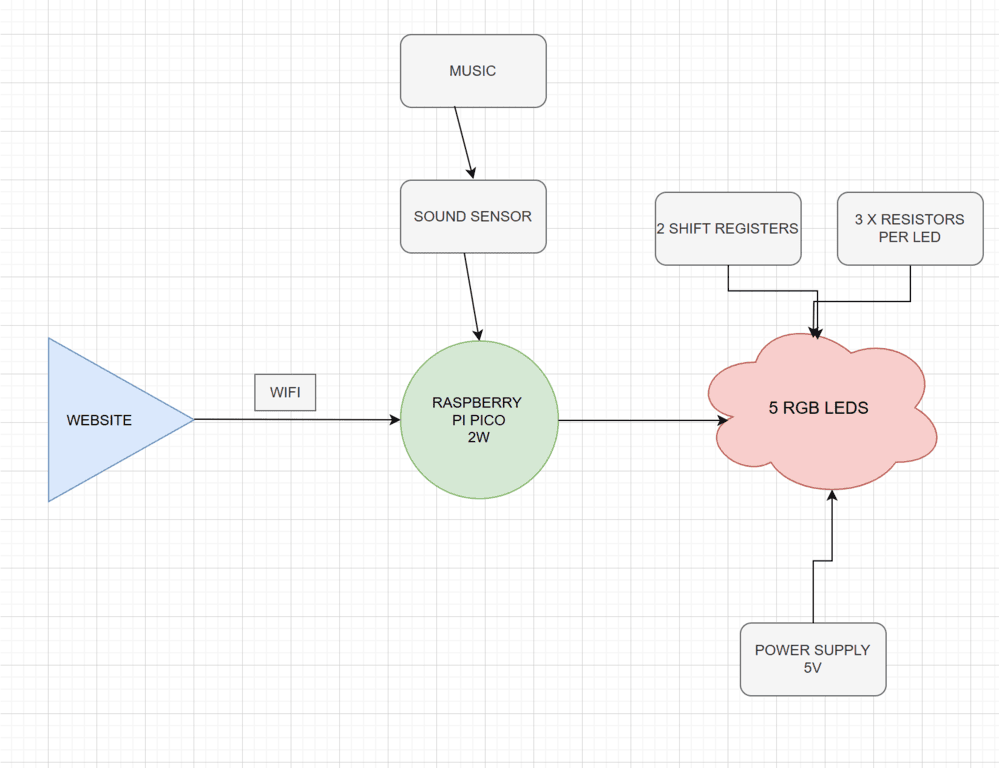 MUSIC
SOUND SENSOR
2 SHIFT REGISTERS
3 X RESISTORS
PER LED
WEBSITE
WIFI
RASPBERRY
PI PICO
2W
5 RGB LEDS
POWER SUPPLY
5V